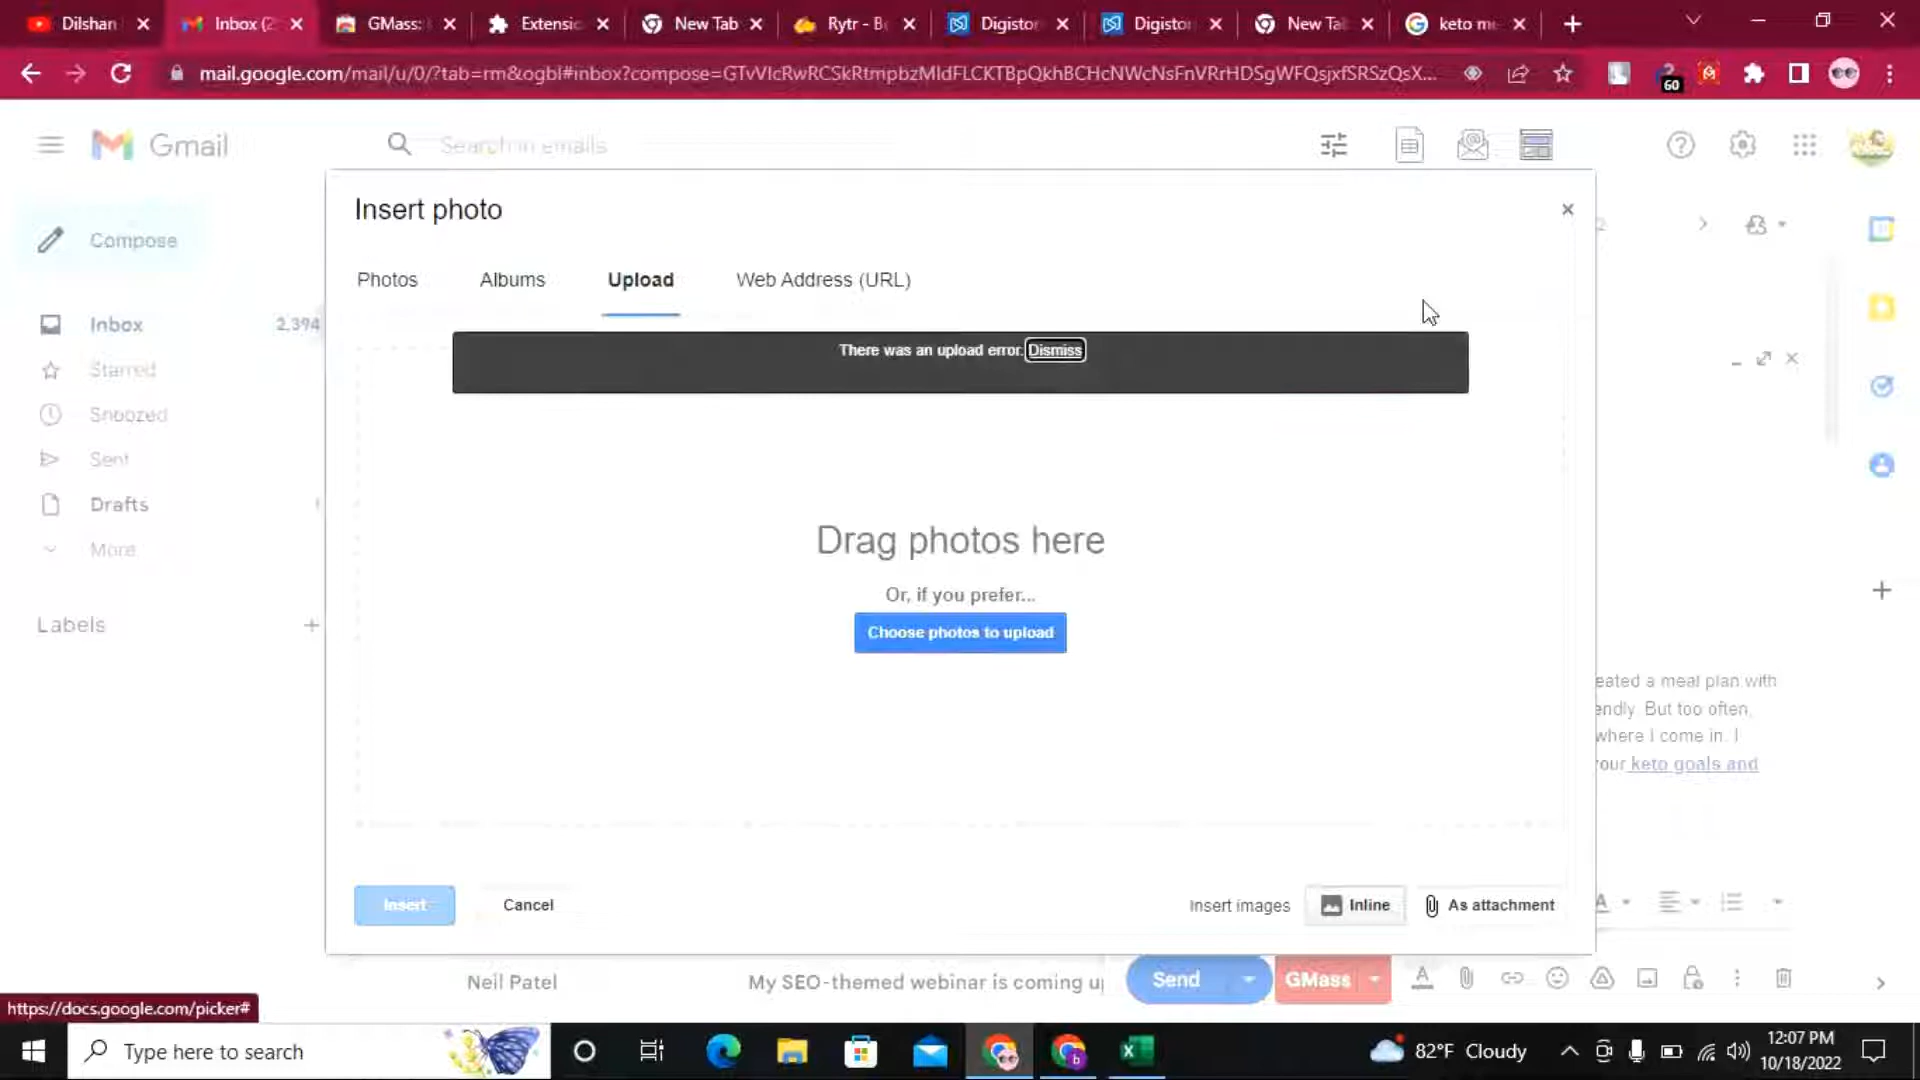 Dilshan
Inbox (2
GMass:
Extensio
New Tab
Rytr - B
Digistor
Digistor
New Tab
keto me
mail.google.com/mail/u/0/?tab=rm&ogbl#inbox?compose=GTvVlcRwRCSkRtmpbzMldFLCKTBpQkhBCHcNWcNsFnVRrHDSgWFQsjxfSRSzQsX...
60
Gmail
Search in emails
Insert photo
Compose
Photos
Albums
Upload
Web Address (URL)
Inbox
2,394
There was an upload error. Dismiss
Starred
Snoozed
Sent
Drafts
1
More
Drag photos here
Or, if you prefer...
Choose photos to upload
Labels
eated a meal plan with
endly. But too often,
where I come in. I
your keto goals and
Insert
Cancel
Insert images
Inline
As attachment
Neil Patel
My SEO-themed webinar is coming u
Send
GMass
https://docs.google.com/picker#
Type here to search
82°F Cloudy
12:07 PM
10/18/2022